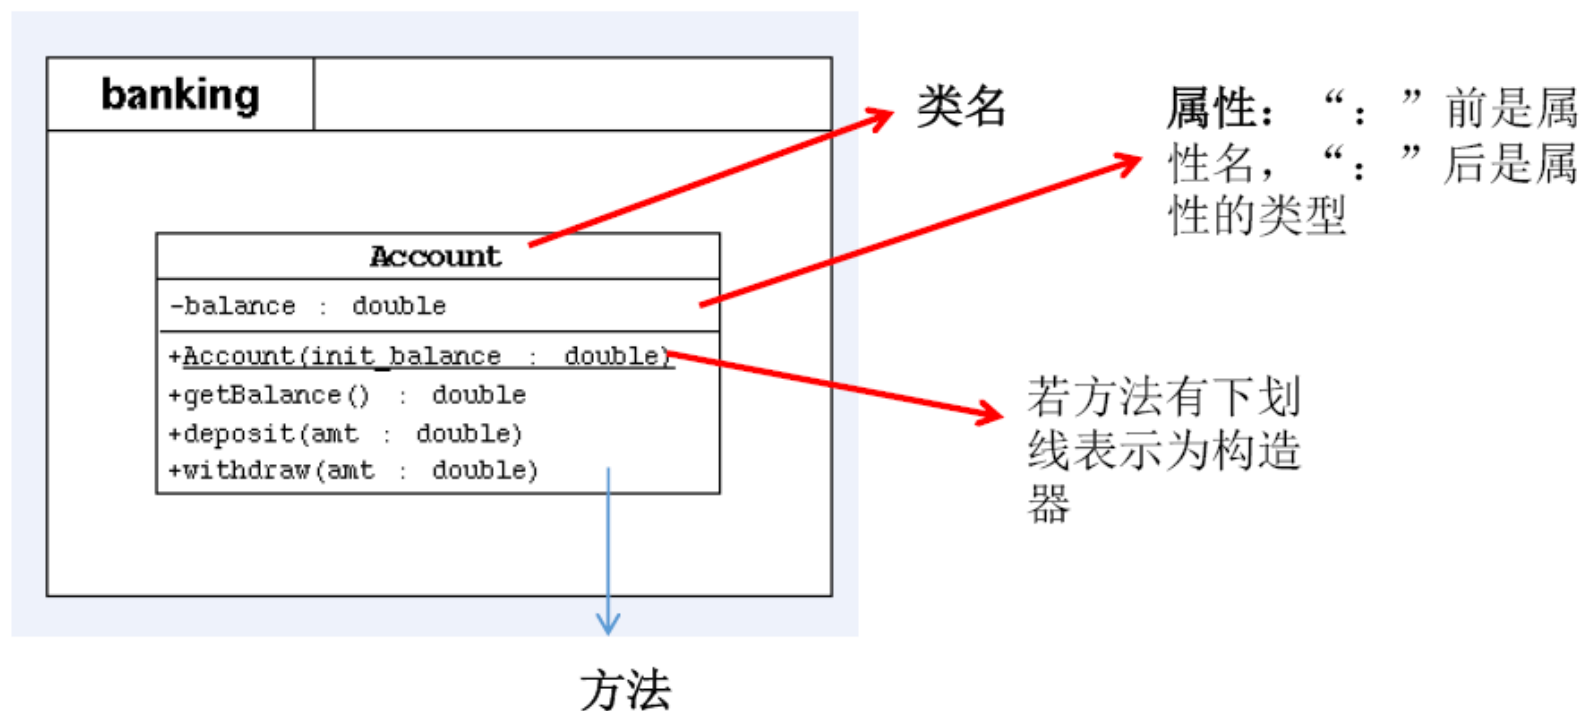 banking
类名
属性：“：”前是属
性名，“：”后是属
性的类型
Account
-balance : double
+Account(init_balance : double)
+getBalance() : double
+deposit(amt : double)
+withdraw(amt : double)
若方法有下划
线表示为构造
器
方法